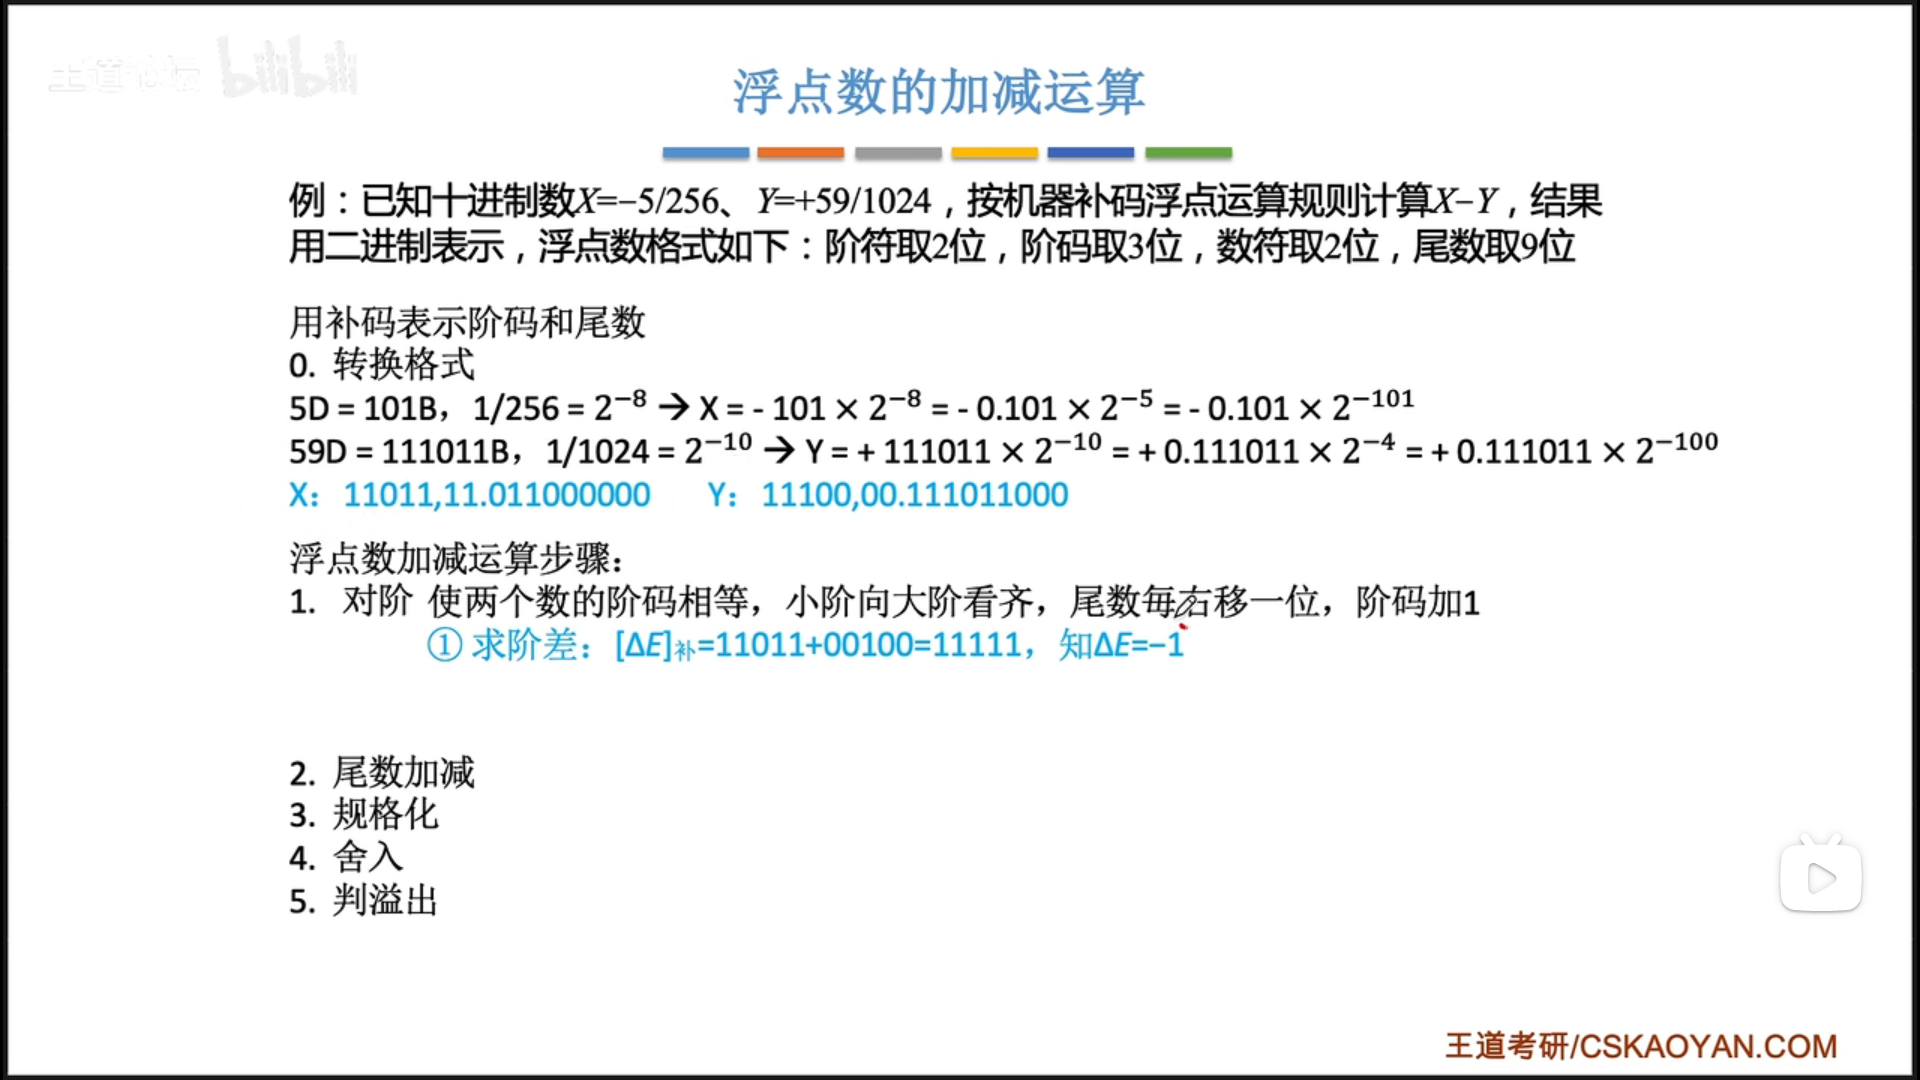 王道论坛 bilibili
浮点数的加减运算
例：已知十进制数X=−5/256、Y=+59/1024，按机器补码浮点运算规则计算X−Y，结果
用二进制表示，浮点数格式如下：阶符取2位，阶码取3位，数符取2位，尾数取9位
用补码表示阶码和尾数
0. 转换格式
5D = 101B，1/256 = 2⁻⁸ → X = - 101 × 2⁻⁸ = - 0.101 × 2⁻⁵ = - 0.101 × 2⁻¹⁰¹
59D = 111011B，1/1024 = 2⁻¹⁰ → Y = + 111011 × 2⁻¹⁰ = + 0.111011 × 2⁻⁴ = + 0.111011 × 2⁻¹⁰⁰
X：11011,11.011000000 Y：11100,00.111011000
浮点数加减运算步骤：
1. 对阶 使两个数的阶码相等，小阶向大阶看齐，尾数每右移一位，阶码加1
① 求阶差：[ΔE]补=11011+00100=11111，知ΔE=−1
2. 尾数加减
3. 规格化
4. 舍入
5. 判溢出
王道考研/CSKAOYAN.COM